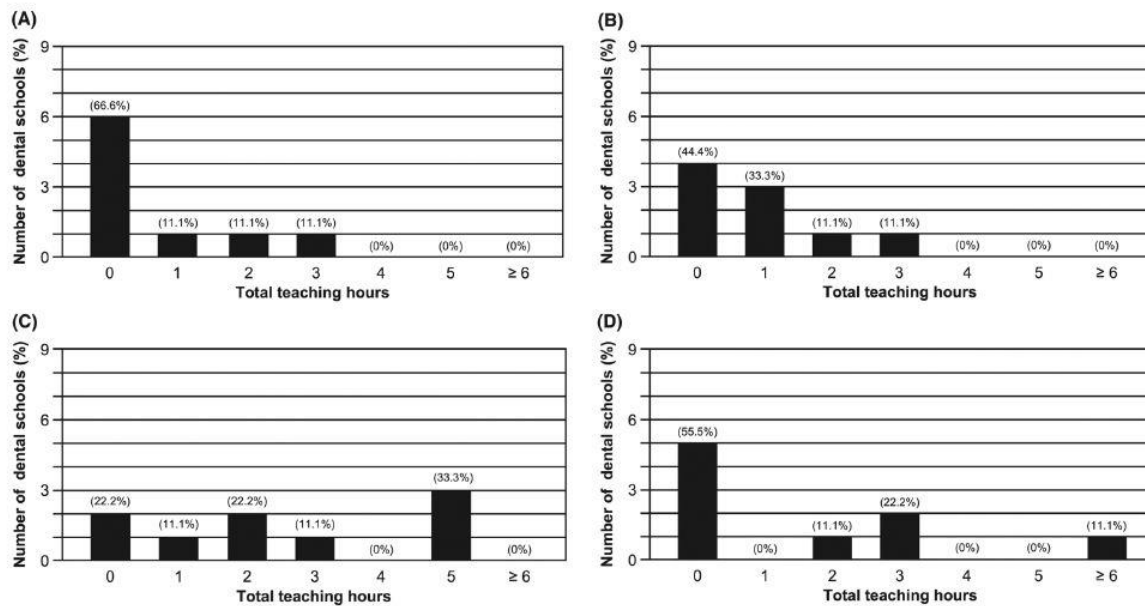 (A)
Number of dental schools (%)
9
6
3
0
(66.6%)
(11.1%)
(11.1%)
(11.1%)
(0%)
(0%)
(0%)
0 1 2 3 4 5 ≥ 6
Total teaching hours
(B)
Number of dental schools (%)
9
6
3
0
(44.4%)
(33.3%)
(11.1%)
(11.1%)
(0%)
(0%)
(0%)
0 1 2 3 4 5 ≥ 6
Total teaching hours
(C)
Number of dental schools (%)
9
6
3
0
(22.2%)
(11.1%)
(22.2%)
(11.1%)
(0%)
(33.3%)
(0%)
0 1 2 3 4 5 ≥ 6
Total teaching hours
(D)
Number of dental schools (%)
9
6
3
0
(55.5%)
(0%)
(11.1%)
(22.2%)
(0%)
(0%)
(11.1%)
0 1 2 3 4 5 ≥ 6
Total teaching hours